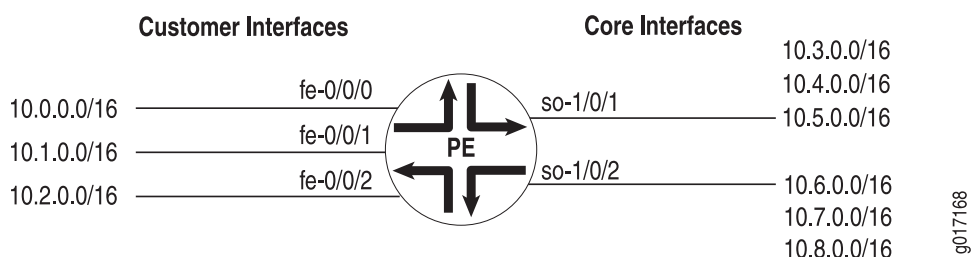 Customer Interfaces
Core Interfaces
10.3.0.0/16
10.4.0.0/16
10.5.0.0/16
10.0.0.0/16
fe-0/0/0
so-1/0/1
10.1.0.0/16
fe-0/0/1
PE
10.2.0.0/16
fe-0/0/2
so-1/0/2
10.6.0.0/16
10.7.0.0/16
10.8.0.0/16
g017168